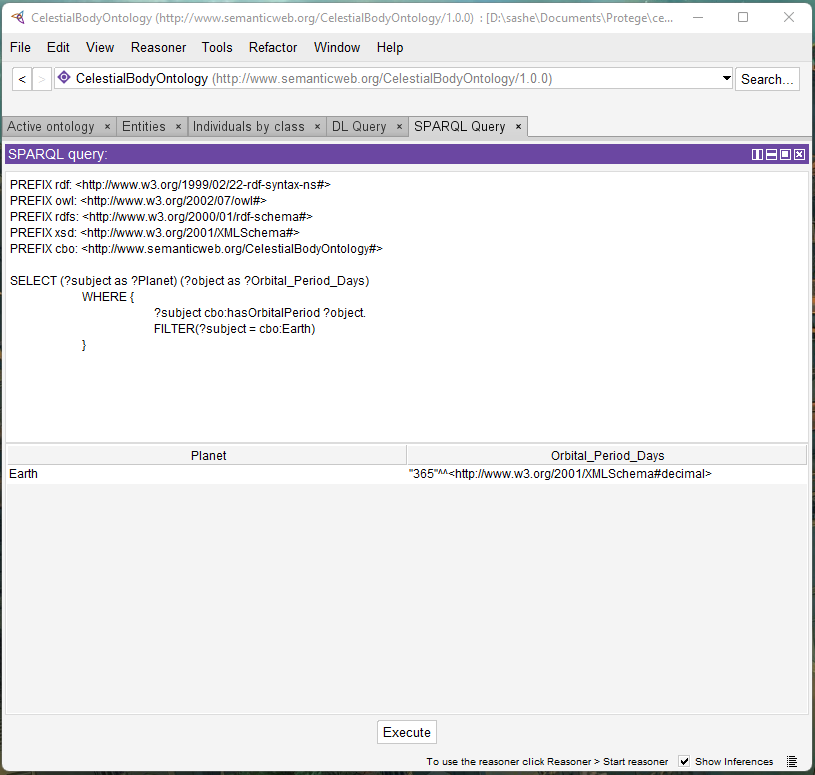 CelestialBodyOntology (http://www.semanticweb.org/CelestialBodyOntology/1.0.0) : [D:\sashe\Documents\Protege\ce...
File Edit View Reasoner Tools Refactor Window Help
< > CelestialBodyOntology (http://www.semanticweb.org/CelestialBodyOntology/1.0.0) Search...
Active ontology × Entities × Individuals by class × DL Query × SPARQL Query ×
SPARQL query:
PREFIX rdf: <http://www.w3.org/1999/02/22-rdf-syntax-ns#>
PREFIX owl: <http://www.w3.org/2002/07/owl#>
PREFIX rdfs: <http://www.w3.org/2000/01/rdf-schema#>
PREFIX xsd: <http://www.w3.org/2001/XMLSchema#>
PREFIX cbo: <http://www.semanticweb.org/CelestialBodyOntology#>
SELECT (?subject as ?Planet) (?object as ?Orbital_Period_Days)
WHERE {
?subject cbo:hasOrbitalPeriod ?object.
FILTER(?subject = cbo:Earth)
}
Planet Orbital_Period_Days
Earth "365"^^<http://www.w3.org/2001/XMLSchema#decimal>
Execute
To use the reasoner click Reasoner > Start reasoner Show Inferences